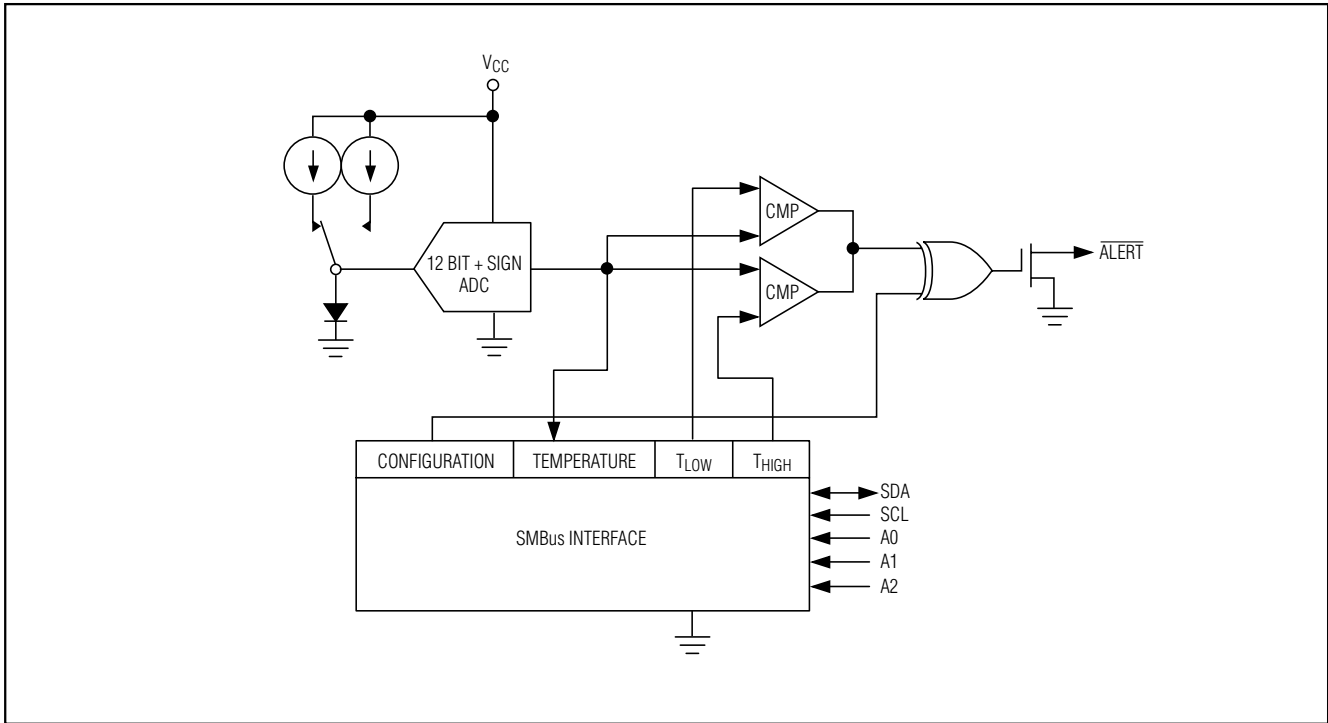 VCC
12 BIT + SIGN
ADC
CMP
CMP
ALERT
CONFIGURATION
TEMPERATURE
TLOW
THIGH
SMBus INTERFACE
SDA
SCL
A0
A1
A2